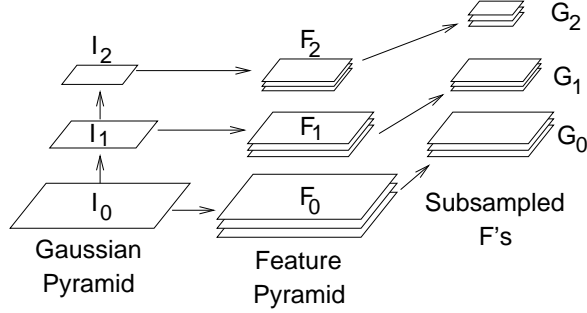 I2
F2
G2
I1
F1
G1
I0
F0
G0
Gaussian
Pyramid
Feature
Pyramid
Subsampled
F's